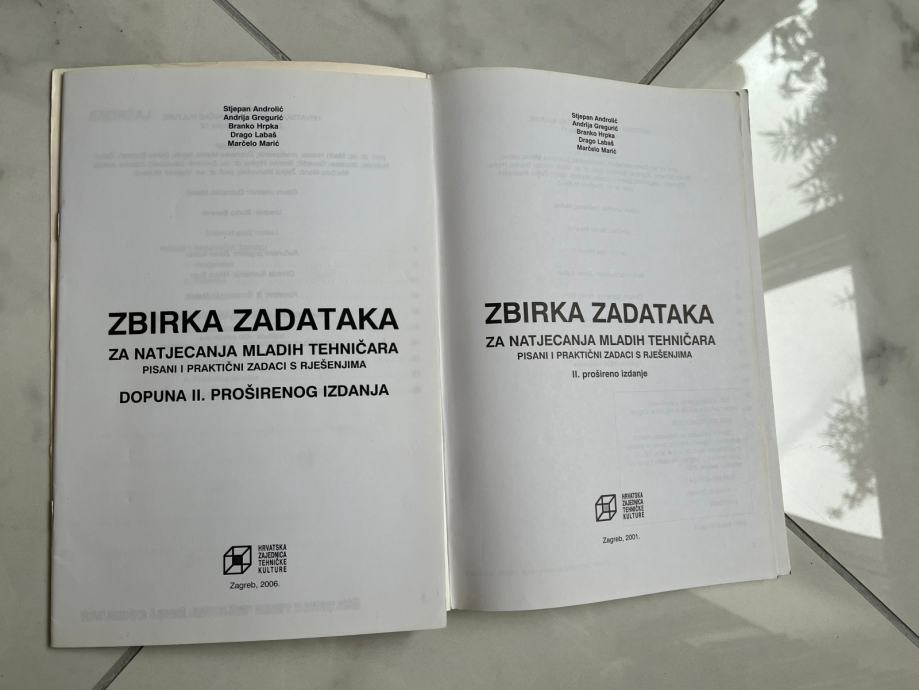 Stjepan Androlić
Andrija Gregurić
Branko Hrpka
Drago Labaš
Marčelo Marić
ZBIRKA ZADATAKA
ZA NATJECANJA MLADIH TEHNIČARA
PISANI I PRAKTIČNI ZADACI S RJEŠENJIMA
DOPUNA II. PROŠIRENOG IZDANJA
HRVATSKA
ZAJEDNICA
TEHNIČKE
KULTURE
Zagreb, 2006.
Stjepan Androlić
Andrija Gregurić
Branko Hrpka
Drago Labaš
Marčelo Marić
ZBIRKA ZADATAKA
ZA NATJECANJA MLADIH TEHNIČARA
PISANI I PRAKTIČNI ZADACI S RJEŠENJIMA
II. prošireno izdanje
HRVATSKA
ZAJEDNICA
TEHNIČKE
KULTURE
Zagreb, 2001.